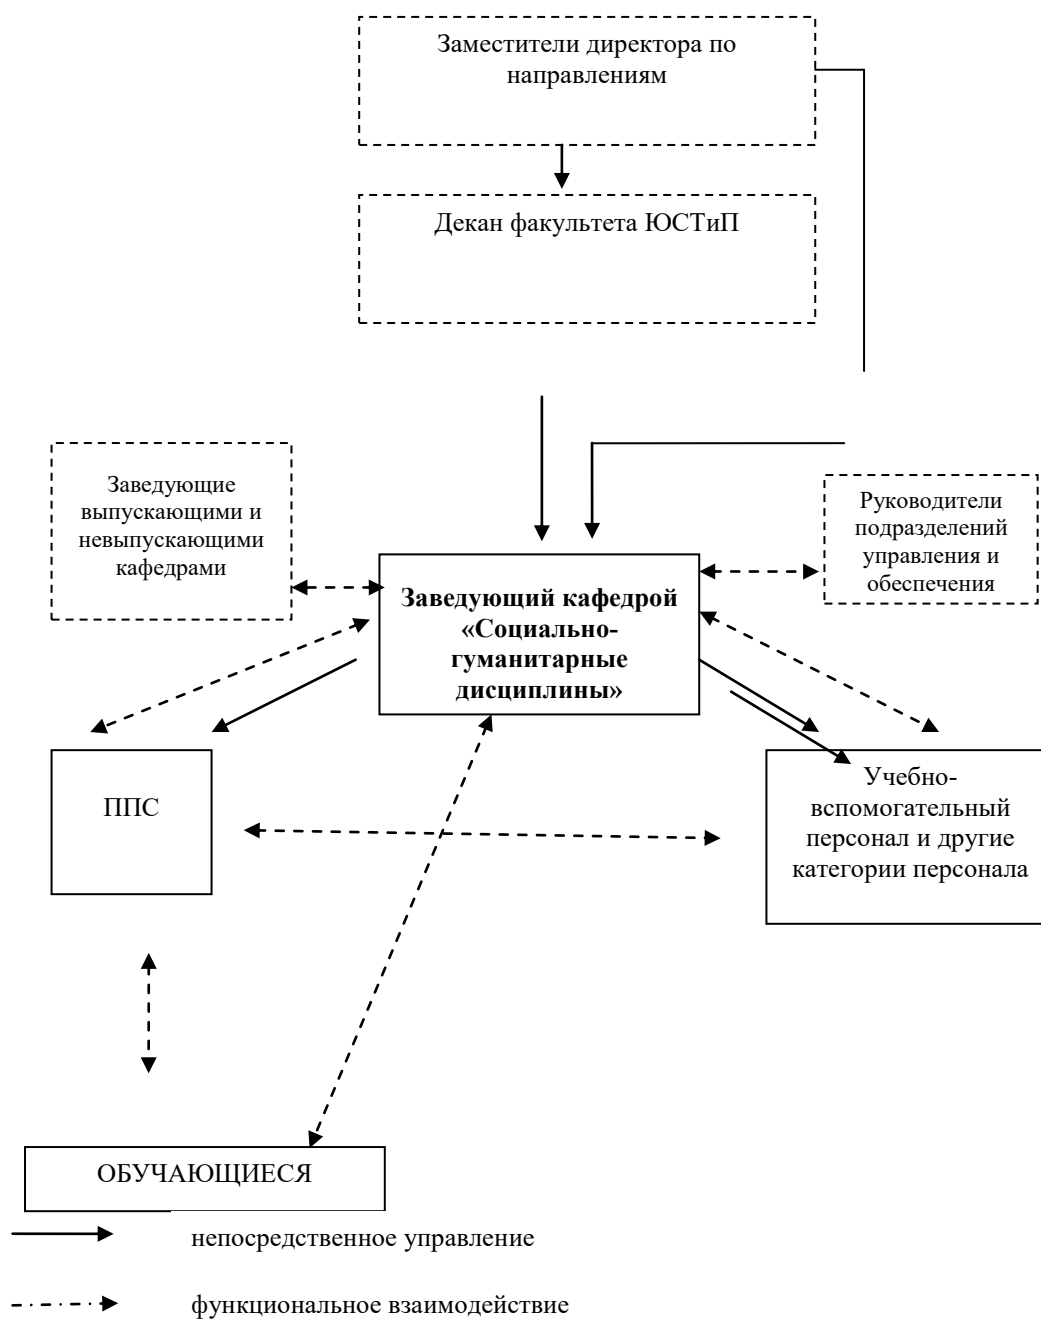 Заместители директора по
направлениям
Декан факультета ЮСТиП
Заведующие
выпускающими и
невыпускающими
кафедрами
Руководители
подразделений
управления и
обеспечения
Заведующий кафедрой
«Социально-
гуманитарные
дисциплины»
ППС
Учебно-
вспомогательный
персонал и другие
категории персонала
ОБУЧАЮЩИЕСЯ
непосредственное управление
функциональное взаимодействие